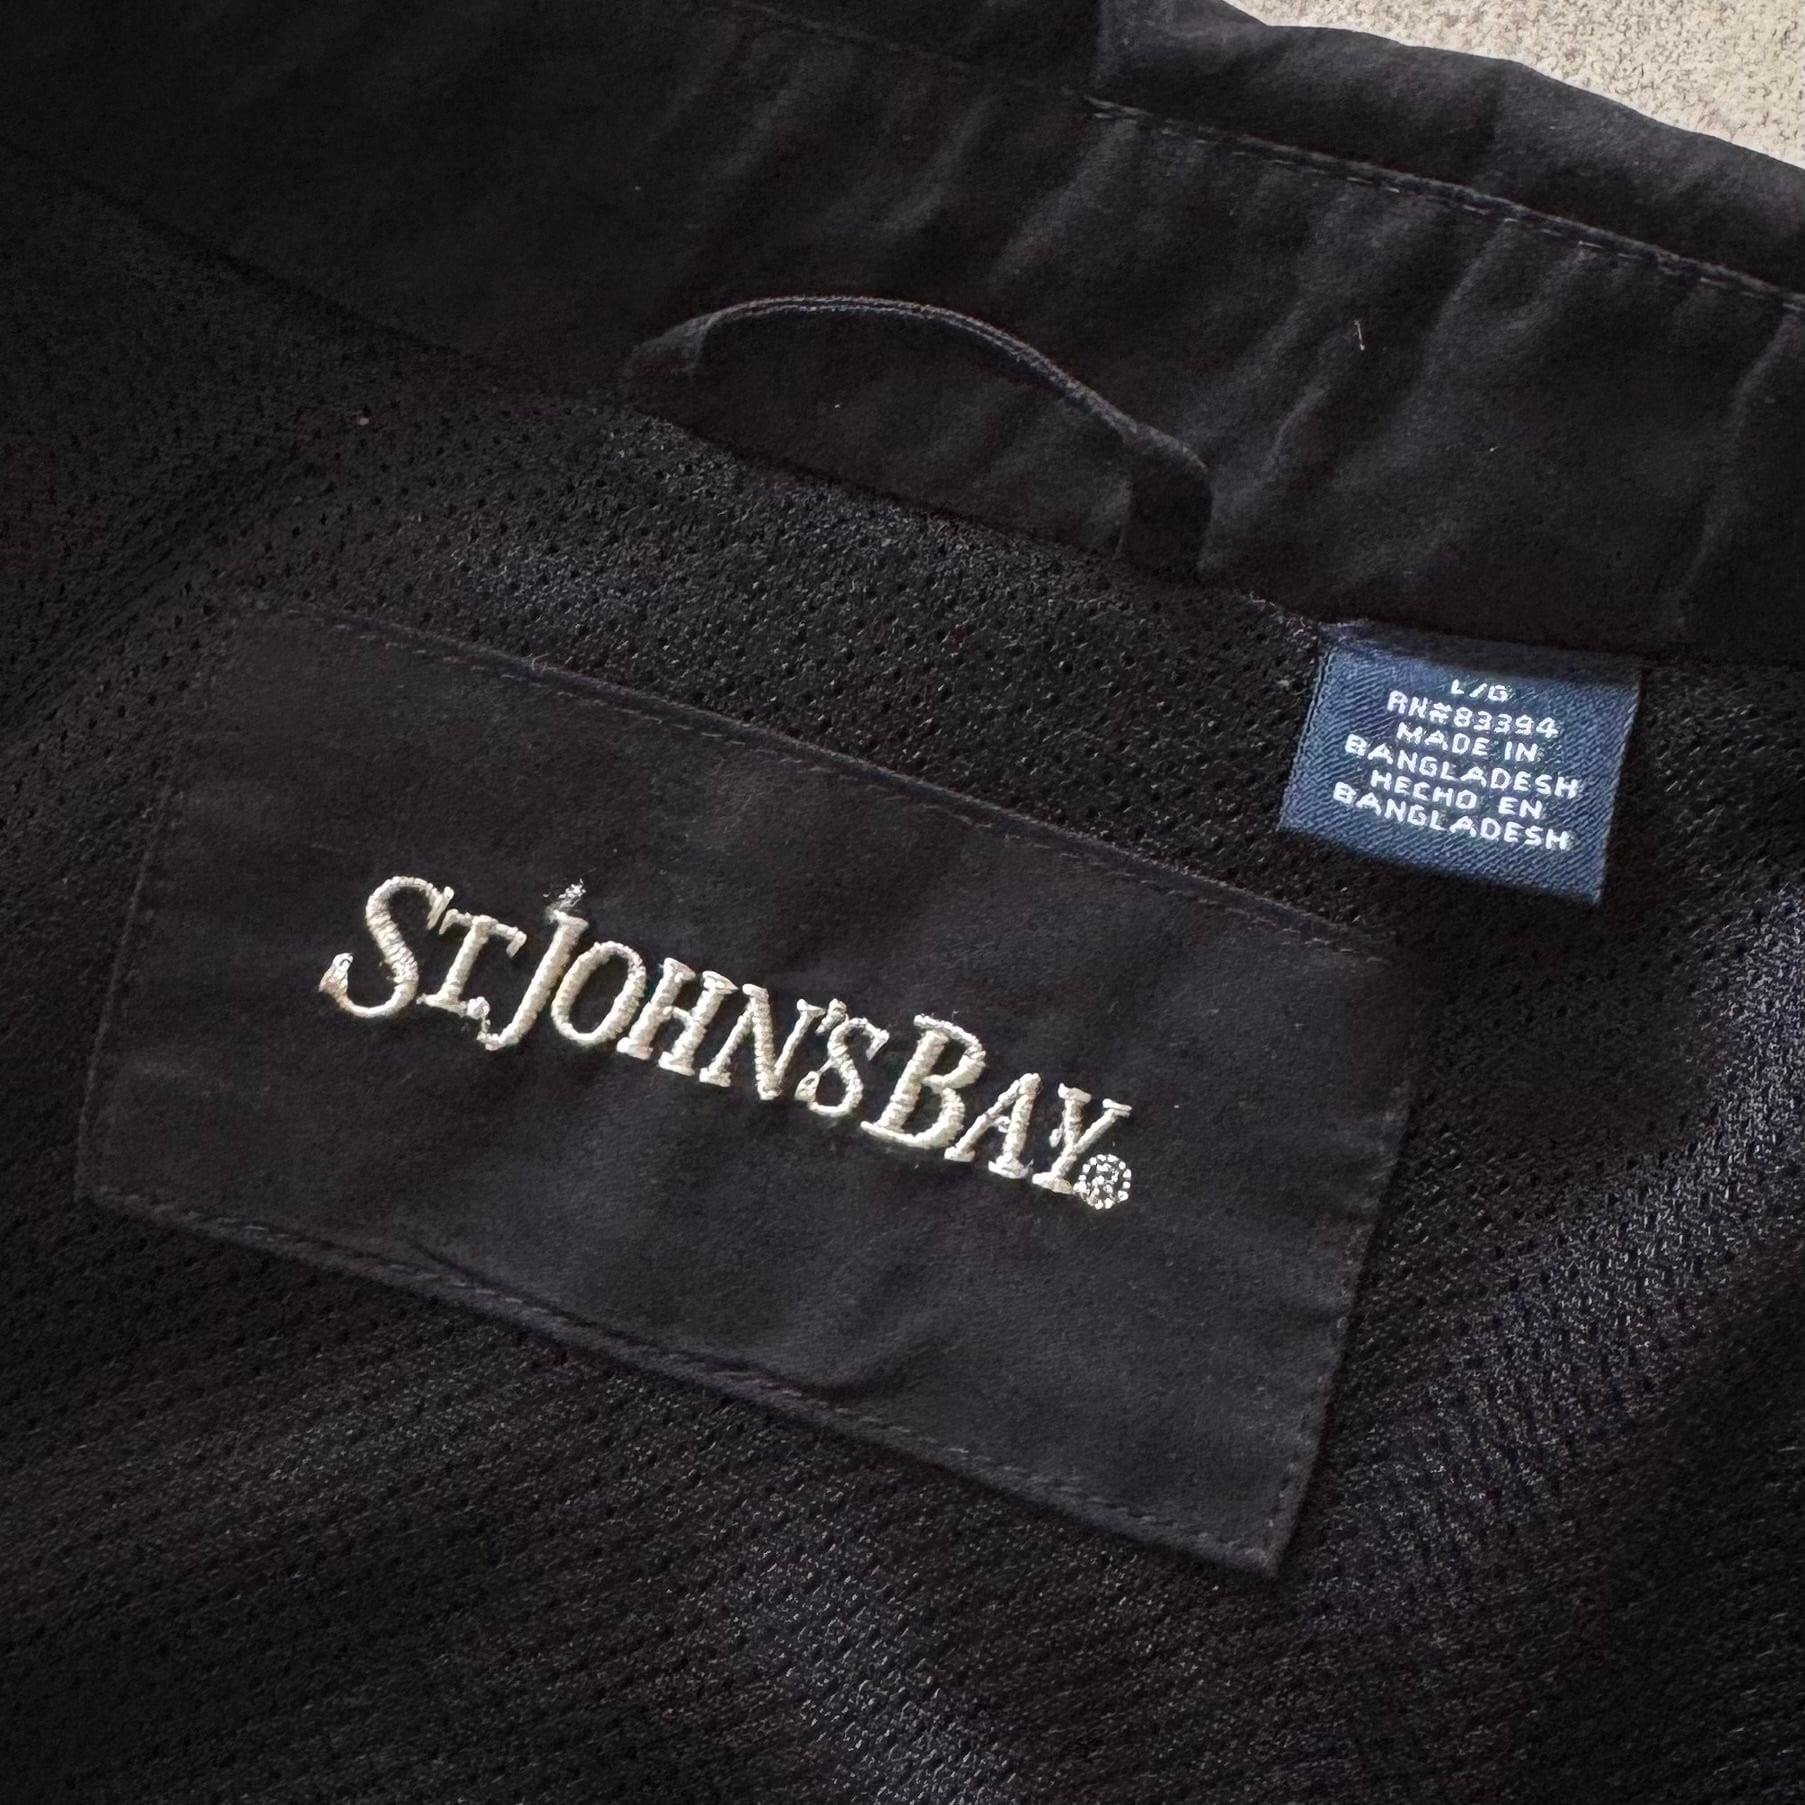 L/G
RN#83394
MADE IN
BANGLADESH
HECHO EN
BANGLADESH
ST. JOHN'S BAY®